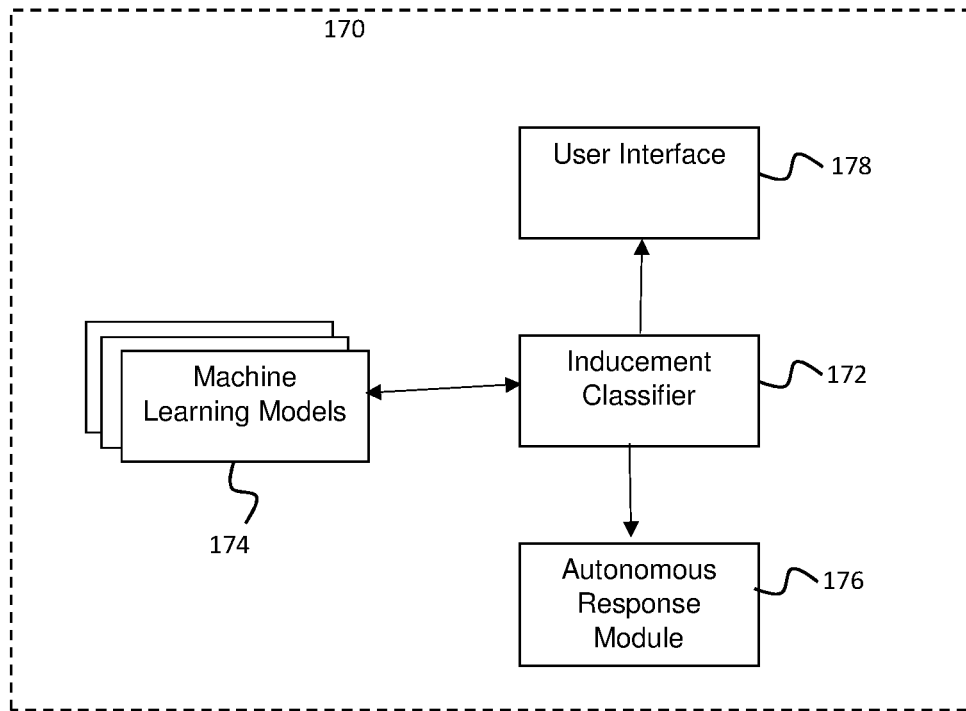 170
User Interface
178
Inducement
Classifier
172
Machine
Learning Models
174
Autonomous
Response
Module
176